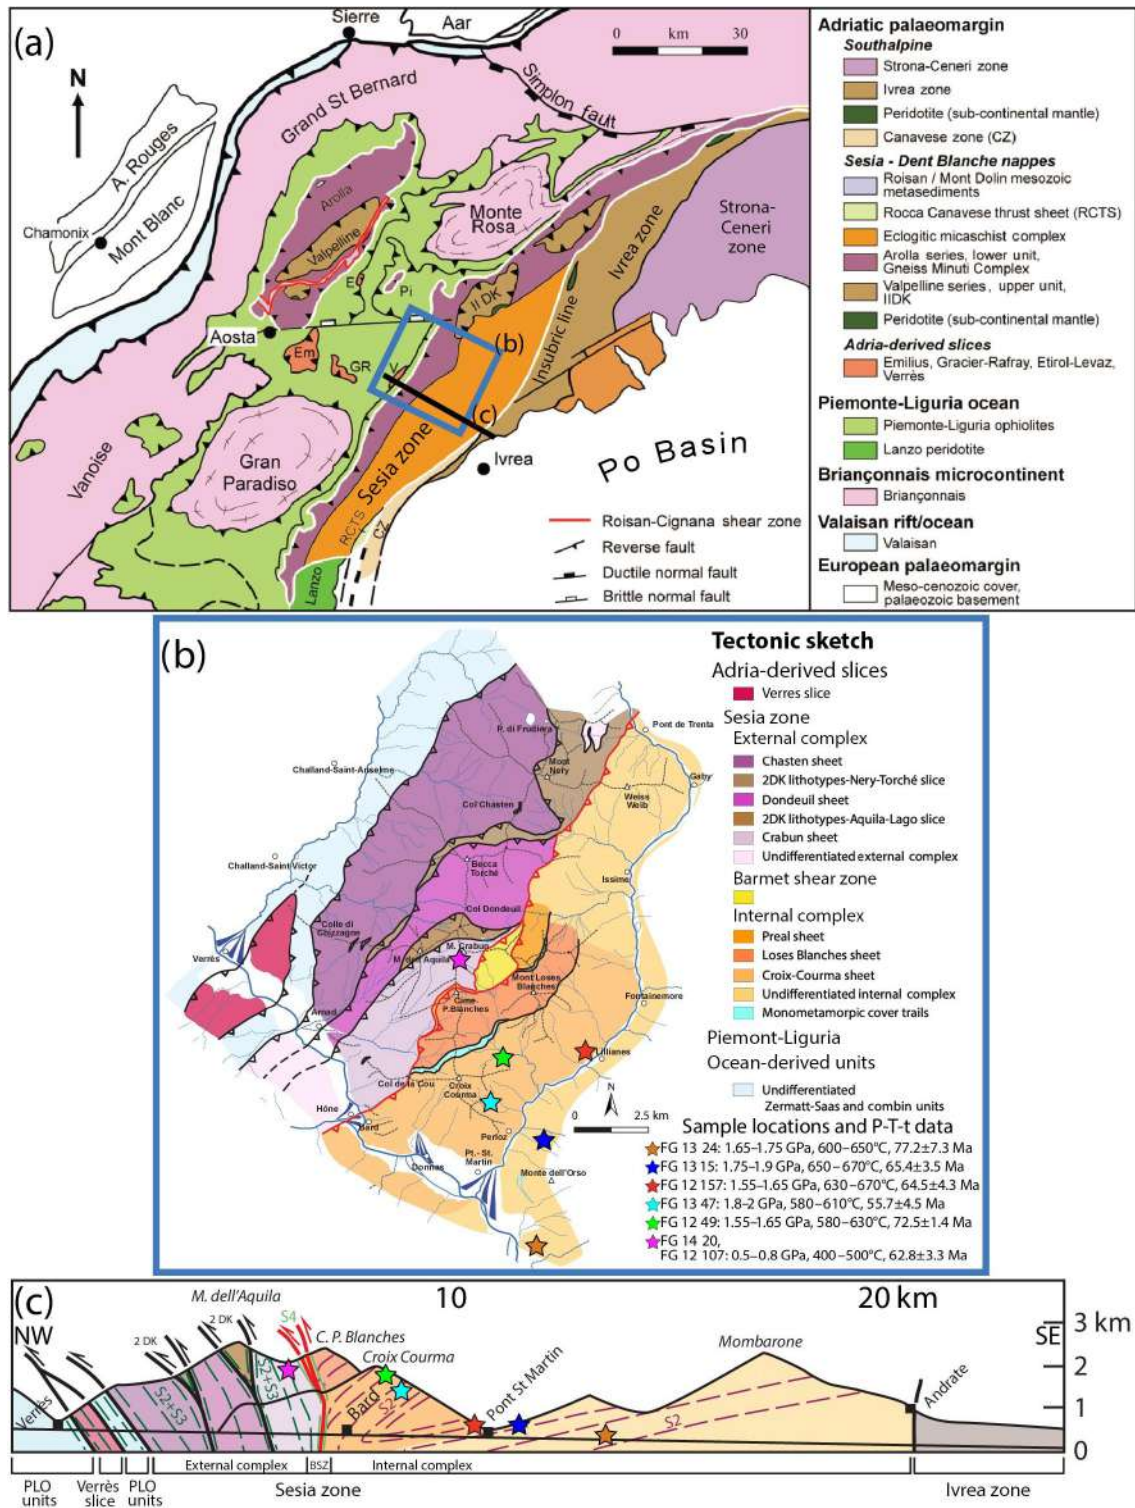 (a)
Sierre
Aar
0 km 30
N
Grand St Bernard
Simplon fault
A. Rouges
Mont Blanc
Chamonix
Arolla
Valpelline
Monte Rosa
Strona-Ceneri zone
Ivrea zone
Pi
II DK
Insubric line
Aosta
Em
GR
V
(b)
(c)
Sesia zone
Ivrea
Po Basin
Vanoise
Gran Paradiso
RCTS
CZ
Lanzo
Roisan-Cignana shear zone
Reverse fault
Ductile normal fault
Brittle normal fault
Adriatic palaeomargin
Southalpine
Strona-Ceneri zone
Ivrea zone
Peridotite (sub-continental mantle)
Canavese zone (CZ)
Sesia - Dent Blanche nappes
Roisan / Mont Dolin mesozoic
metasediments
Rocca Canavese thrust sheet (RCTS)
Eclogitic micaschist complex
Arolla series, lower unit,
Gneiss Minuti Complex
Valpelline series, upper unit,
IIDK
Peridotite (sub-continental mantle)
Adria-derived slices
Emilius, Gracier-Rafray, Etirol-Levaz,
Verrès
Piemonte-Liguria ocean
Piemonte-Liguria ophiolites
Lanzo peridotite
Briançonnais microcontinent
Briançonnais
Valaisan rift/ocean
Valaisan
European palaeomargin
Meso-cenozoic cover,
palaeozoic basement
(b)
P. di Frudiera
Pont de Trenta
Challand-Saint-Anselme
Mont Nery
Gaby
Col Chasten
Weiss Weib
Challand-Saint Victor
Becca Torché
Issime
Col Dondeuil
Colle di
Verrès
M. Crabun
M. dell Aquila
Mont Loses Blanches
Cime P.Blanches
Fontainemore
Arnad
Lillianes
Col de la Cou
Croix Courma
Hône
Bard
Perloz
Donnas
Pt.-St. Martin
Monte dell'Orso
N
0 2.5 km
Tectonic sketch
Adria-derived slices
Verres slice
Sesia zone
External complex
Chasten sheet
2DK lithotypes-Nery-Torché slice
Dondeuil sheet
2DK lithotypes-Aquila-Lago slice
Crabun sheet
Undifferentiated external complex
Barmet shear zone
Internal complex
Preal sheet
Loses Blanches sheet
Croix-Courma sheet
Undifferentiated internal complex
Monometamorpic cover trails
Piemont-Liguria
Ocean-derived units
Undifferentiated
Zermatt-Saas and combin units
Sample locations and P-T-t data
FG 13 24: 1.65–1.75 GPa, 600–650°C, 77.2±7.3 Ma
FG 13 15: 1.75–1.9 GPa, 650–670°C, 65.4±3.5 Ma
FG 12 157: 1.55–1.65 GPa, 630–670°C, 64.5±4.3 Ma
FG 13 47: 1.8–2 GPa, 580–610°C, 55.7±4.5 Ma
FG 12 49: 1.55–1.65 GPa, 580–630°C, 72.5±1.4 Ma
FG 14 20,
FG 12 107: 0.5–0.8 GPa, 400–500°C, 62.8±3.3 Ma
(c)
M. dell'Aquila
10
20 km
3 km
NW
2 DK
2 DK
S4
C. P. Blanches
Croix Courma
Mombarone
SE
2
Verrès
S2+S3
S2+S3
Bard
S2
Pont St Martin
S2
Andrate
1
0
PLO units
Verrès slice
PLO units
External complex
BSZ
Internal complex
Sesia zone
Ivrea zone